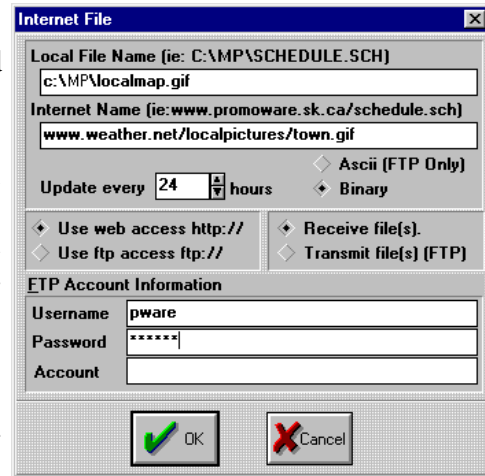 Internet File
Local File Name (ie: C:\MP\SCHEDULE.SCH)
c:\MP\localmap.gif
Internet Name (ie:www.promoware.sk.ca/schedule.sch)
www.weather.net/localpictures/town.gif
Ascii (FTP Only)
Update every 24 hours
Binary
Use web access http://
Receive file(s).
Use ftp access ftp://
Transmit file(s) (FTP)
FTP Account Information
Username pware
Password ******
Account
OK
Cancel